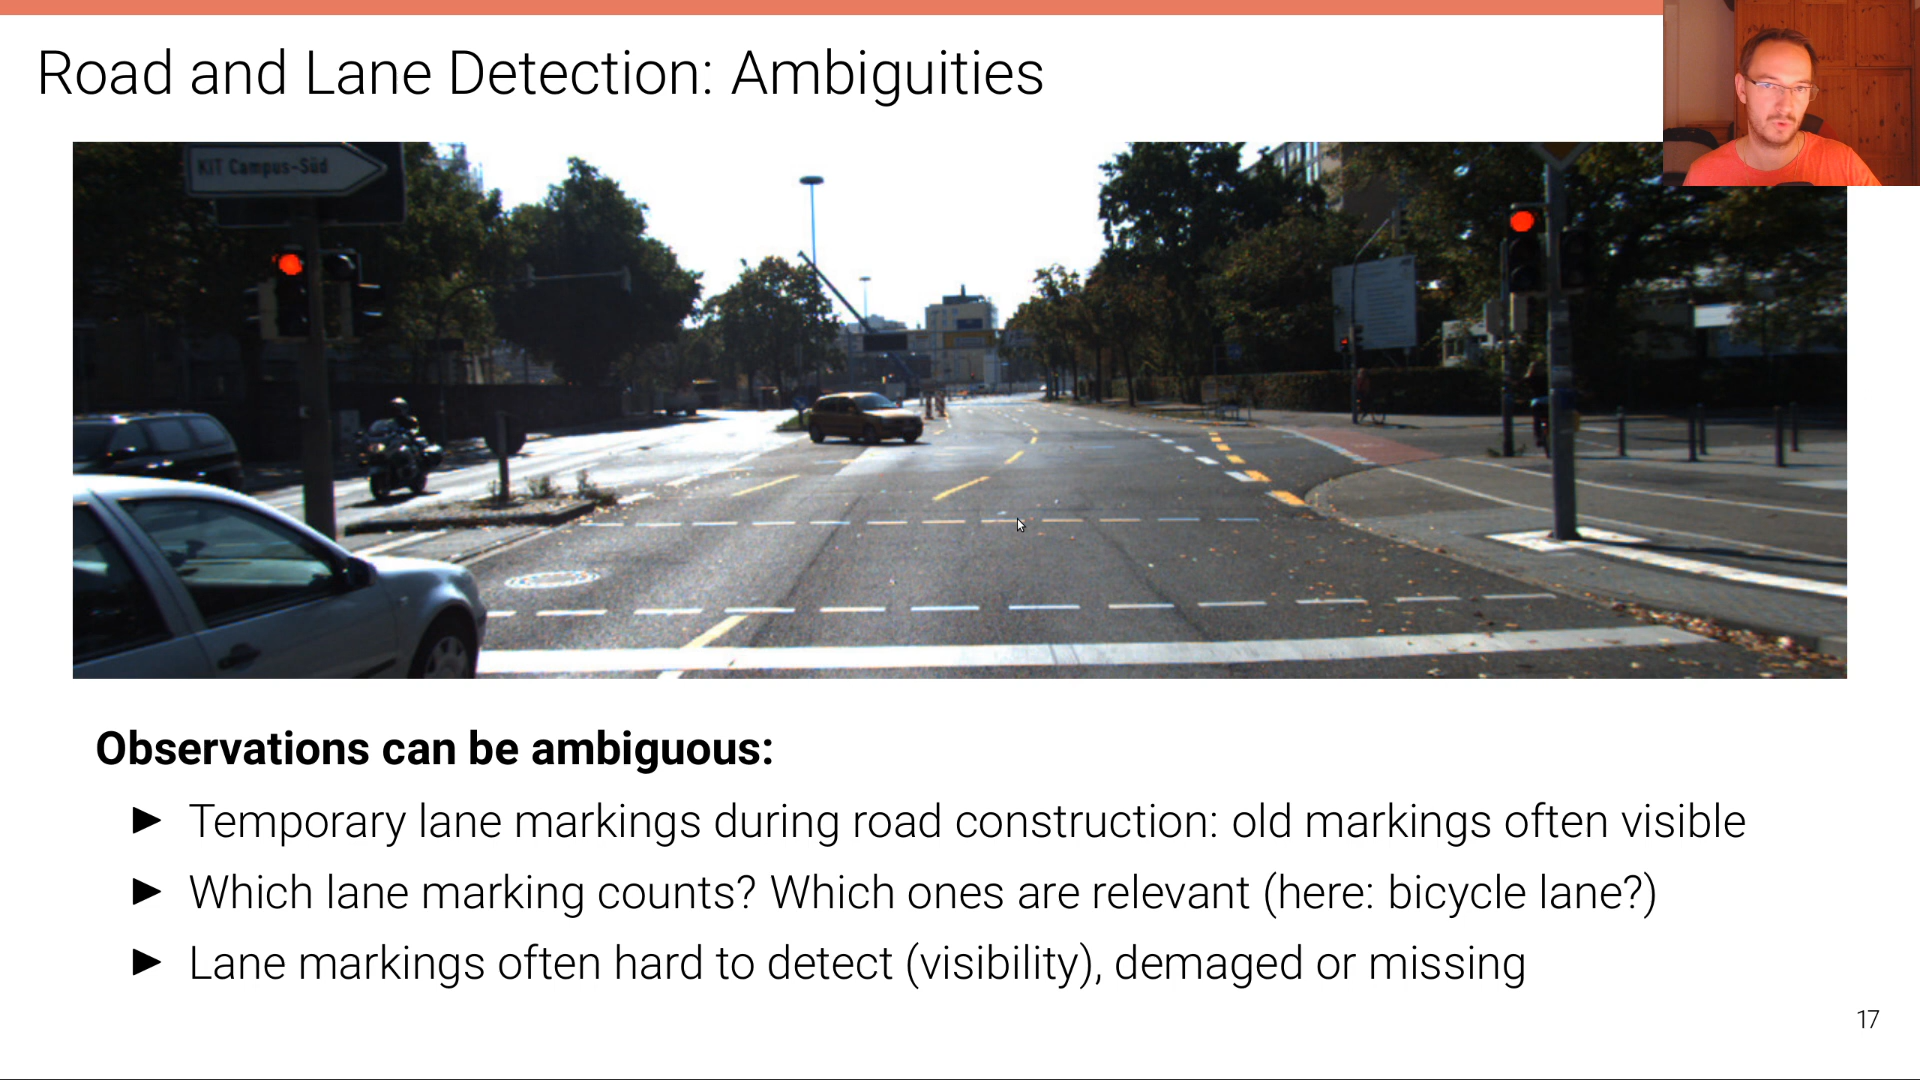 Road and Lane Detection: Ambiguities
KIT Campus-Süd
Observations can be ambiguous:
► Temporary lane markings during road construction: old markings often visible
► Which lane marking counts? Which ones are relevant (here: bicycle lane?)
► Lane markings often hard to detect (visibility), damaged or missing
17